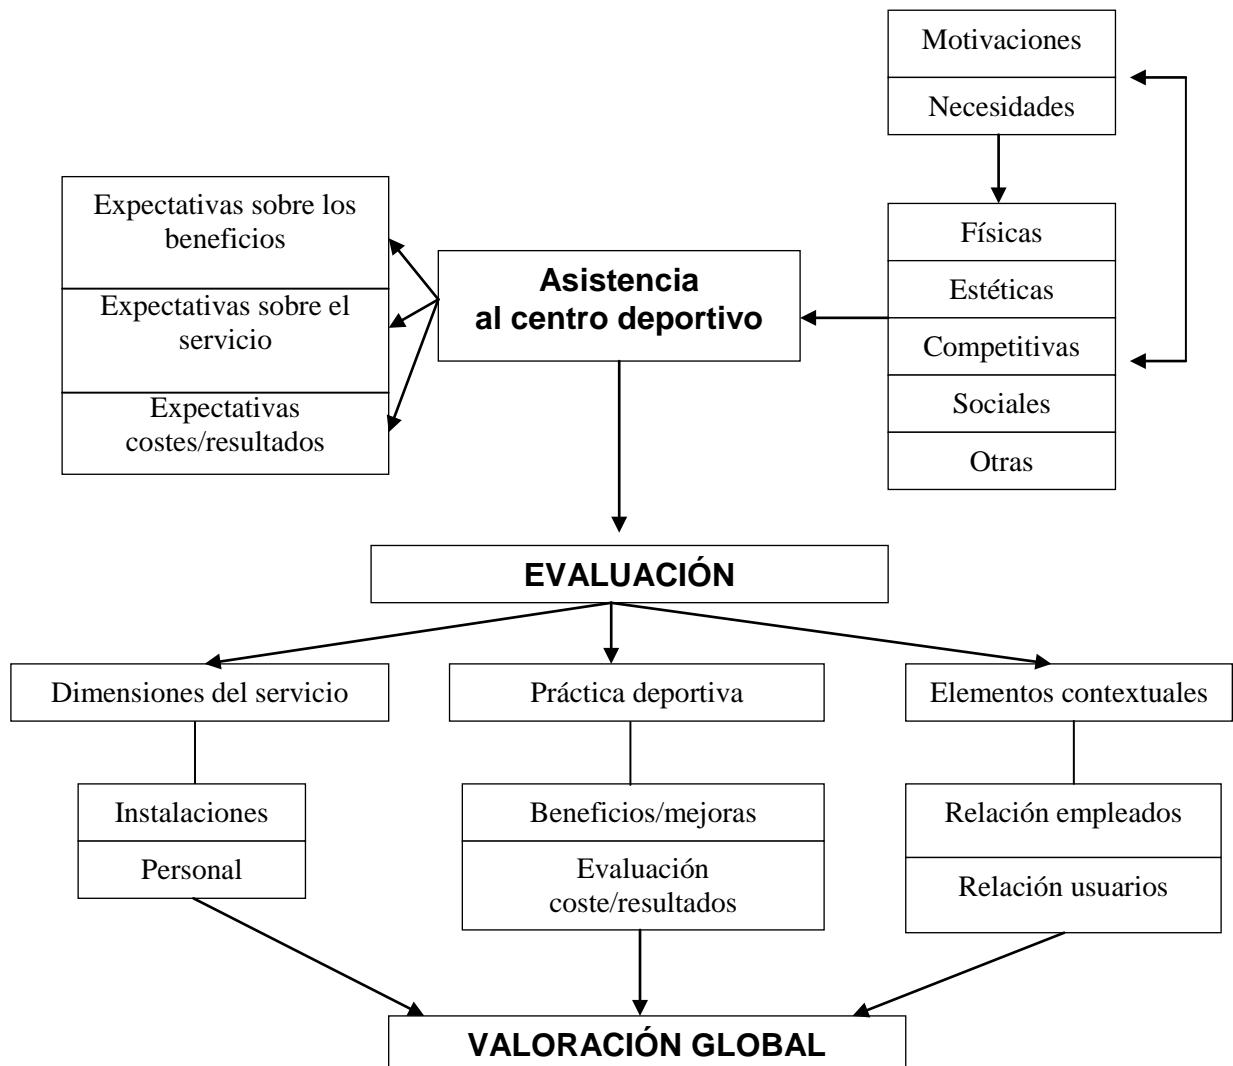 Motivaciones
Necesidades
Expectativas sobre los
beneficios
Expectativas sobre el
servicio
Expectativas
costes/resultados
Asistencia
al centro deportivo
Físicas
Estéticas
Competitivas
Sociales
Otras
EVALUACIÓN
Dimensiones del servicio
Práctica deportiva
Elementos contextuales
Instalaciones
Personal
Beneficios/mejoras
Evaluación
coste/resultados
Relación empleados
Relación usuarios
VALORACIÓN GLOBAL